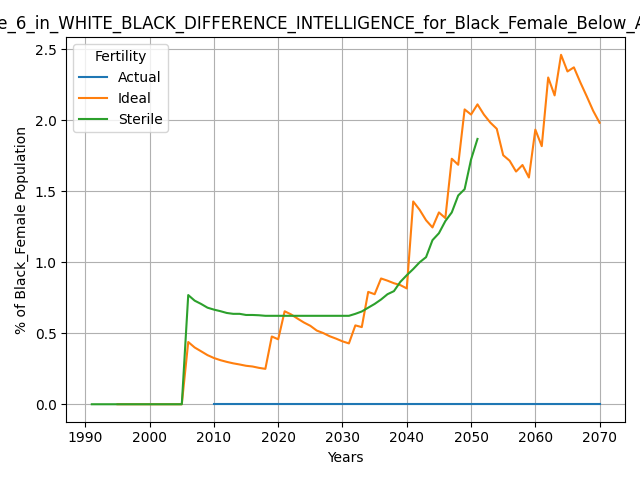 e_6_in_WHITE_BLACK_DIFFERENCE_INTELLIGENCE_for_Black_Female_Below_A
Fertility
Actual
Ideal
Sterile
% of Black_Female Population
2.5
2.0
1.5
1.0
0.5
0.0
1990 2000 2010 2020 2030 2040 2050 2060 2070
Years